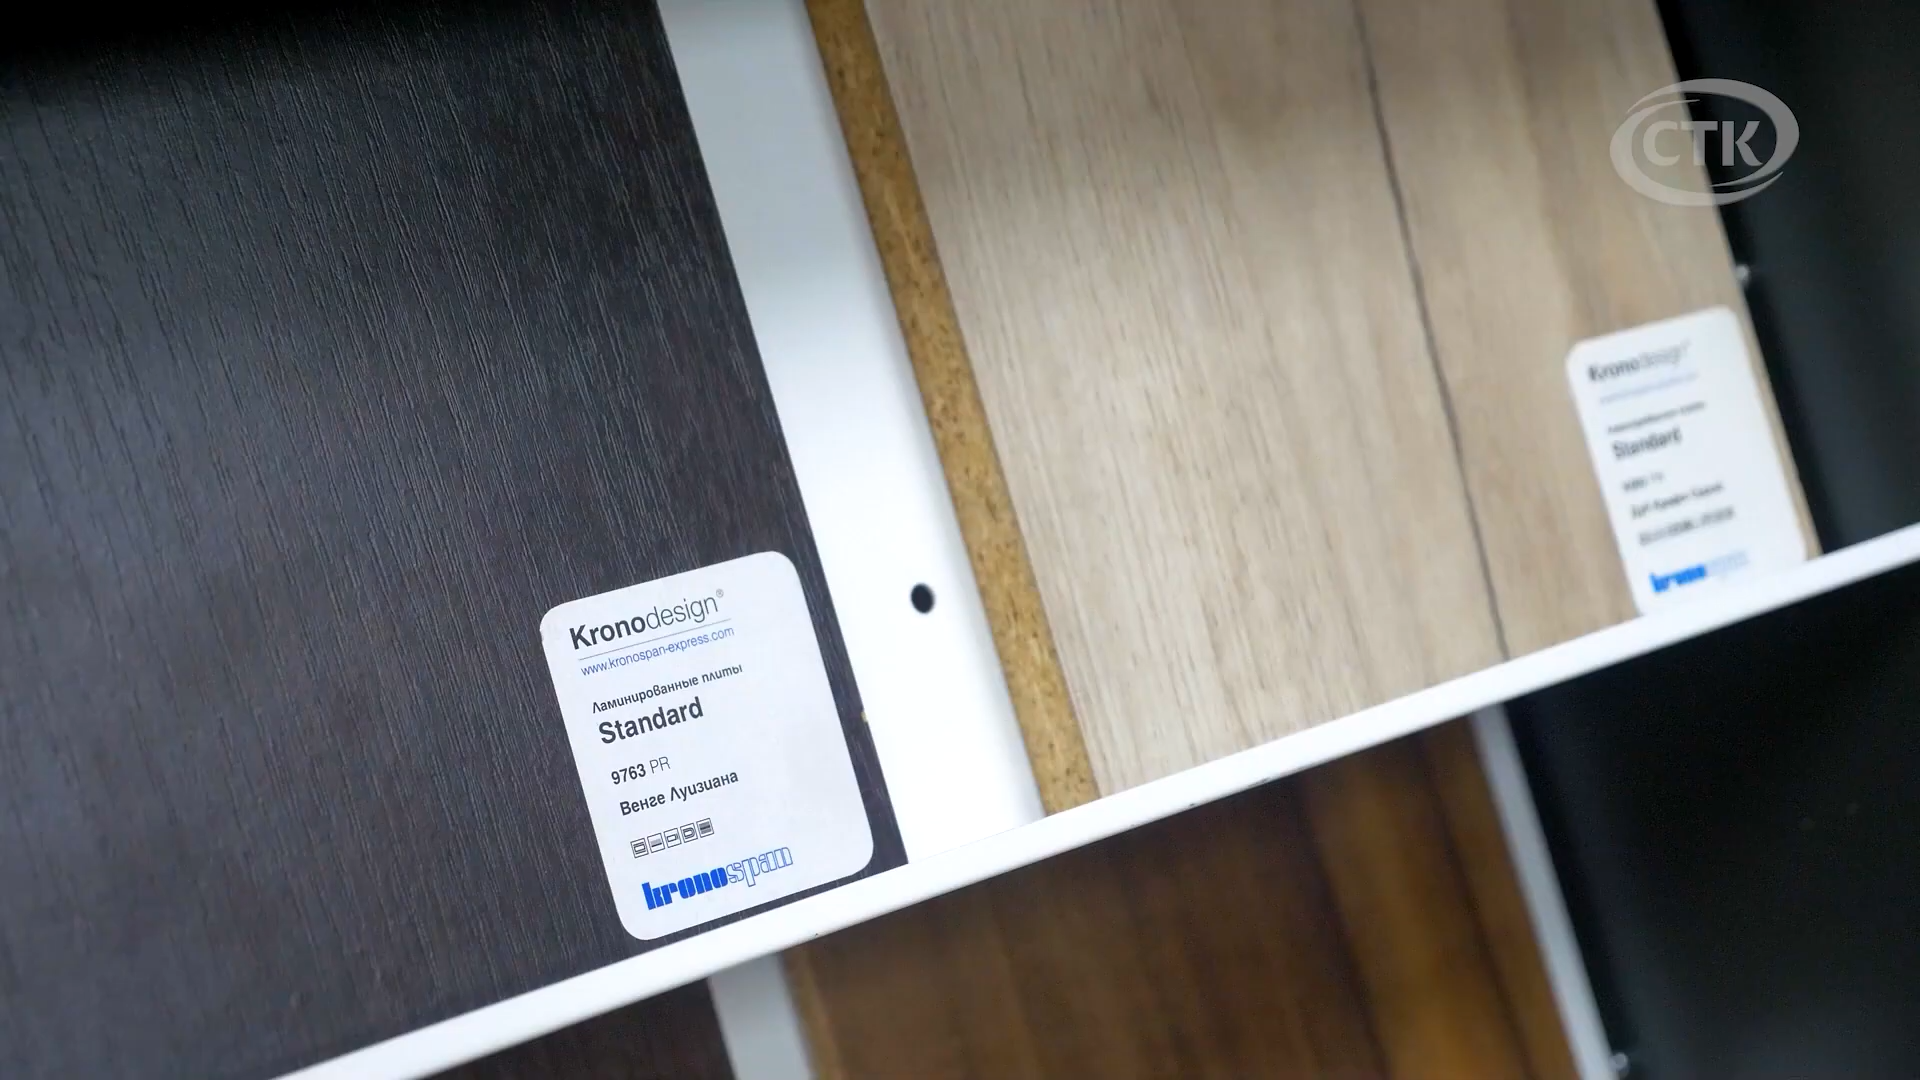 СТК
Kronodesign®
www.kronospan-express.com
Ламинированные плиты
Standard
9763 PR
Венге Луизиана
kronospan
Kronodesign
Standard
kronospan